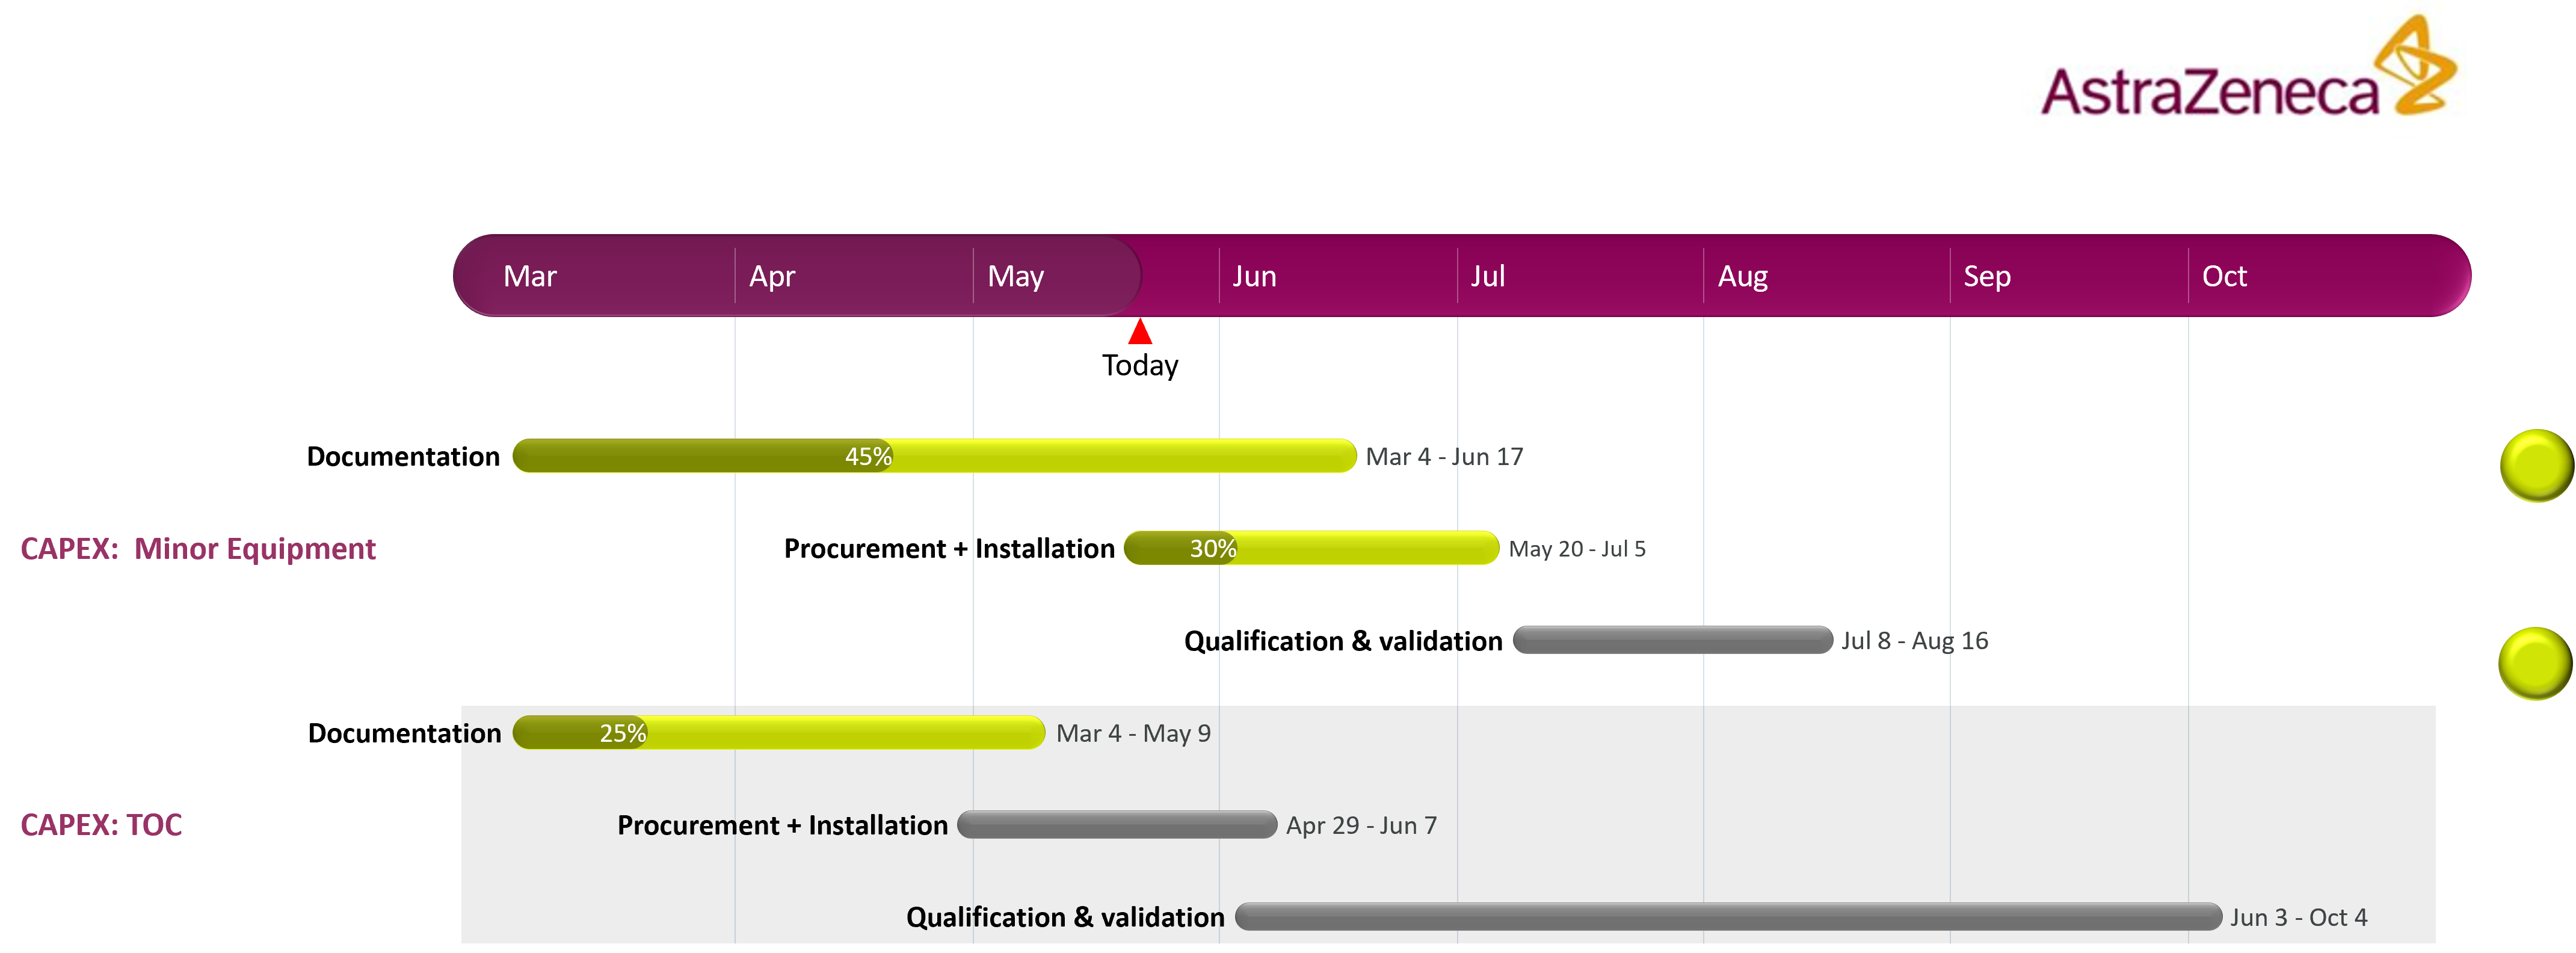 AstraZeneca
Mar Apr May Jun Jul Aug Sep Oct
Today
Documentation 45% Mar 4 - Jun 17
CAPEX:  Minor Equipment Procurement + Installation 30% May 20 - Jul 5
Qualification & validation Jul 8 - Aug 16
Documentation 25% Mar 4 - May 9
CAPEX: TOC Procurement + Installation Apr 29 - Jun 7
Qualification & validation Jun 3 - Oct 4